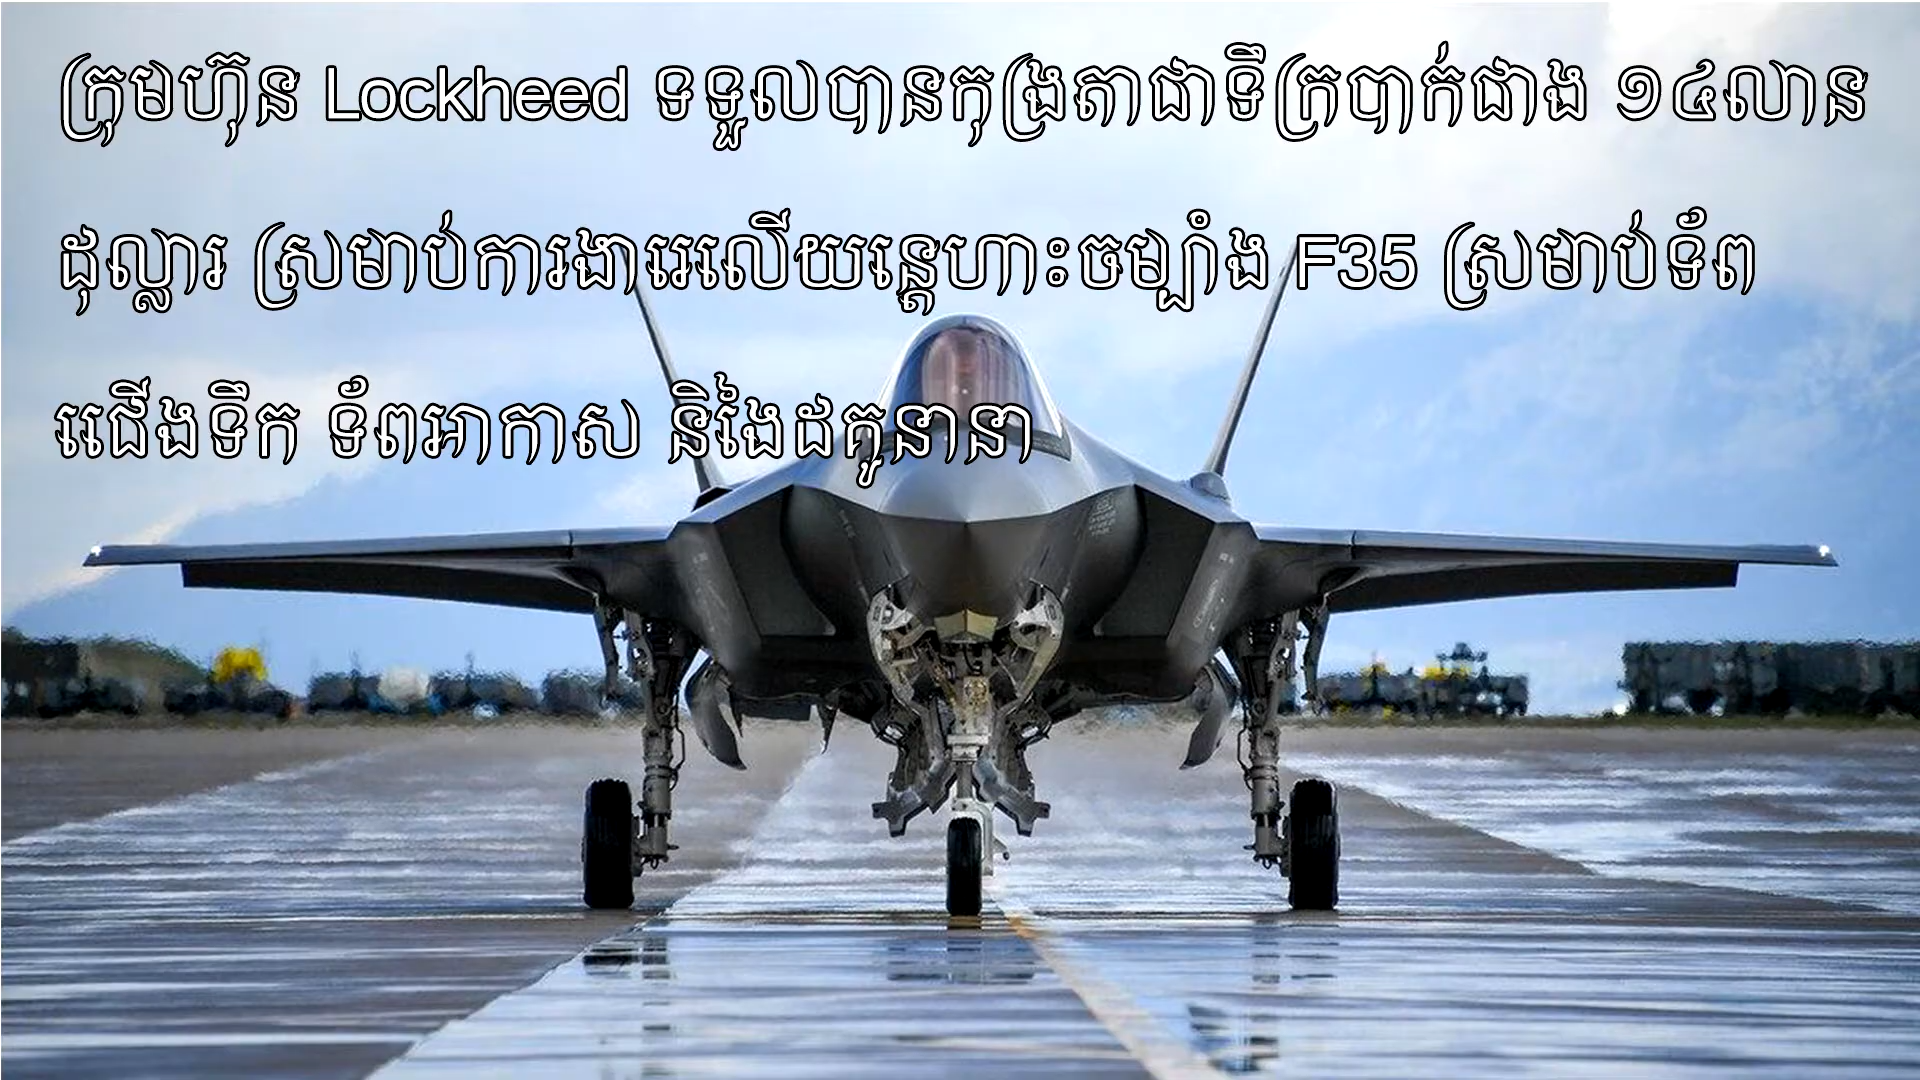 ក្រុមហ៊ុន Lockheed ទទួលបានកុងត្រាជាទឹកប្រាក់ជាង ១៤លាន
ដុល្លារ សម្រាប់ការងារលើយន្តហោះចម្បាំង F35 សម្រាប់ទ័ព
ជើងទឹក ទ័ពអាកាស និងដៃគូនានា